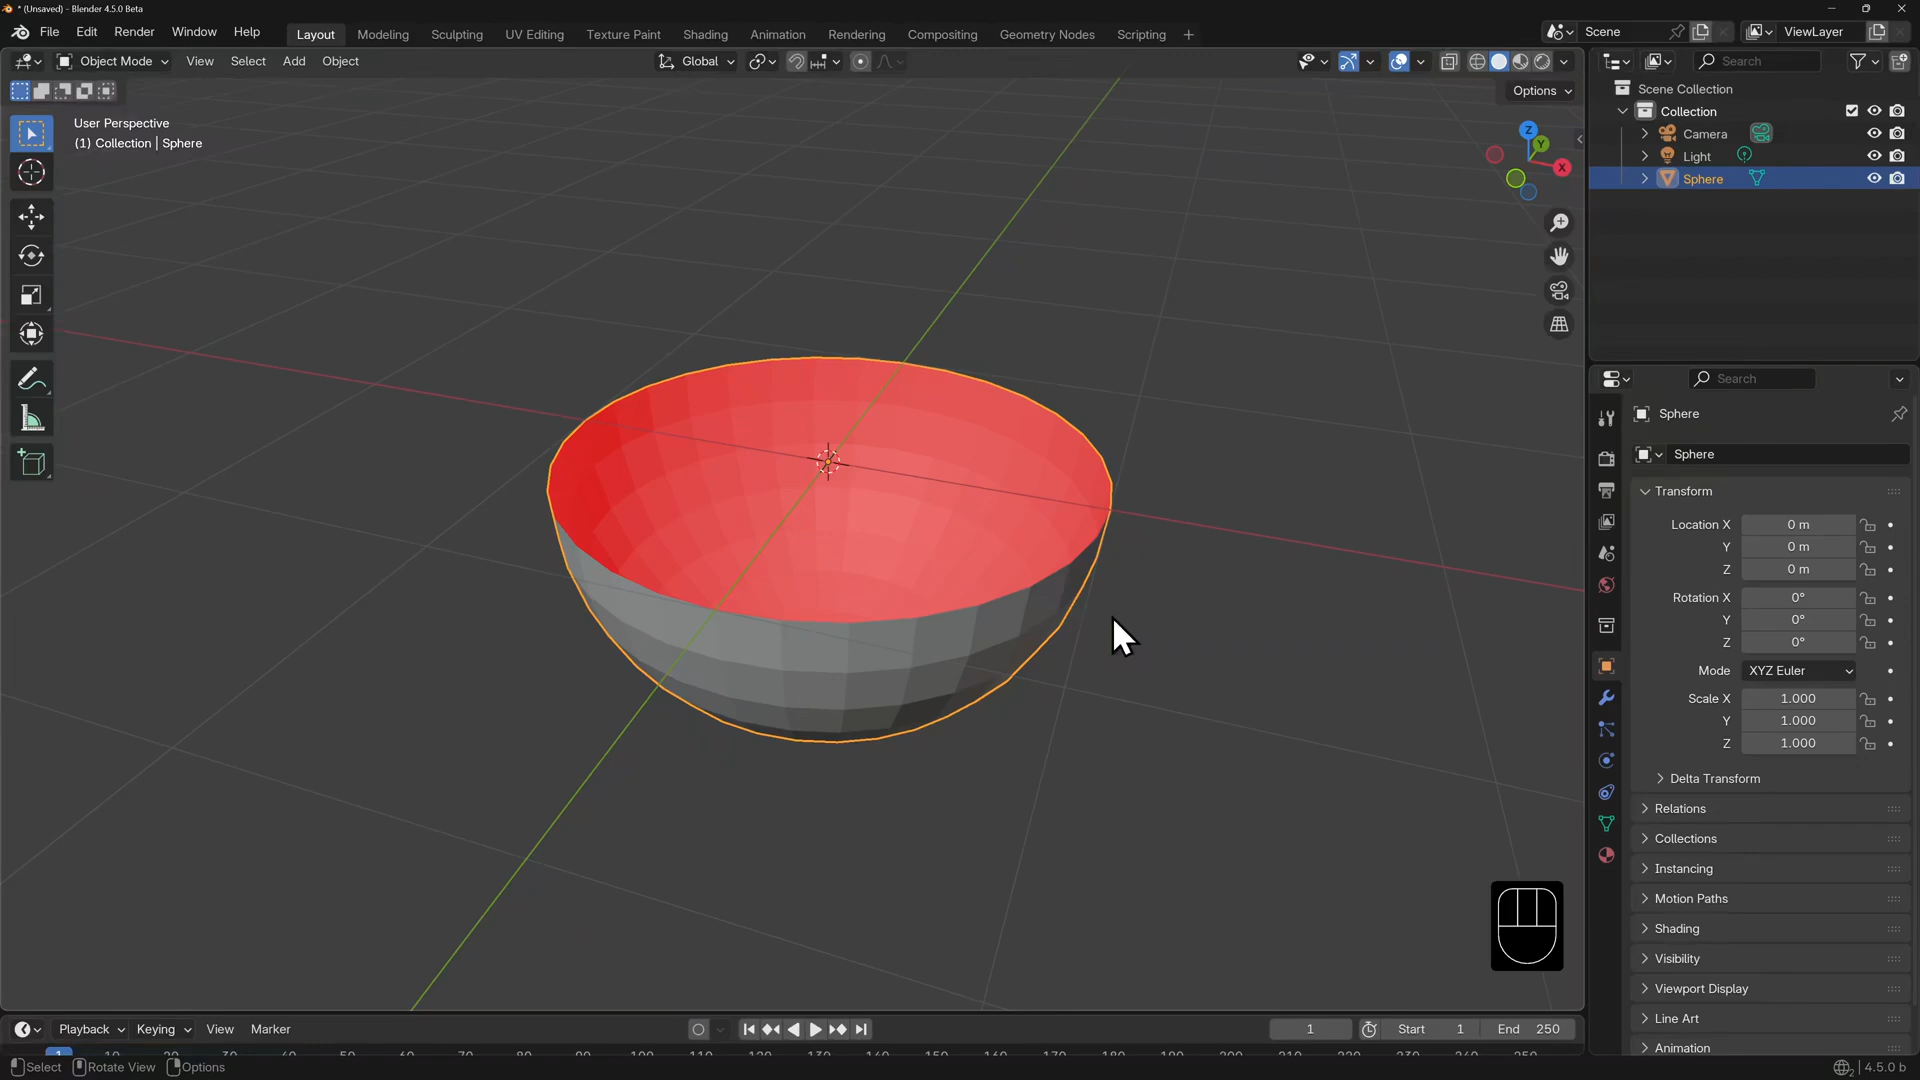 * (Unsaved) - Blender 4.5.0 Beta
File Edit Render Window Help
Layout Modeling Sculpting UV Editing Texture Paint Shading Animation Rendering Compositing Geometry Nodes Scripting +
Scene
ViewLayer
Object Mode View Select Add Object
Global
Search
Options
User Perspective
(1) Collection | Sphere
Z
Y
X
Scene Collection
Collection
Camera
Light
Sphere
Search
Sphere
Sphere
Transform
Location X 0 m
Y 0 m
Z 0 m
Rotation X 0°
Y 0°
Z 0°
Mode XYZ Euler
Scale X 1.000
Y 1.000
Z 1.000
Delta Transform
Relations
Collections
Instancing
Motion Paths
Shading
Visibility
Viewport Display
Line Art
Animation
Playback Keying View Marker
1 Start 1 End 250
Select Rotate View Options
4.5.0 b